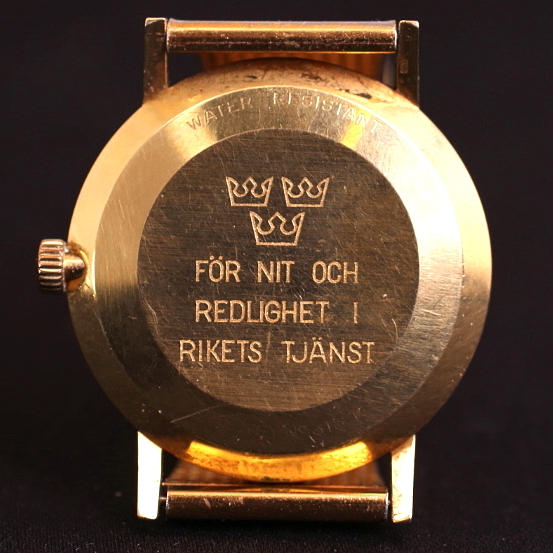 WATER RESISTANT
FÖR NIT OCH
REDLIGHET I
RIKETS TJÄNST